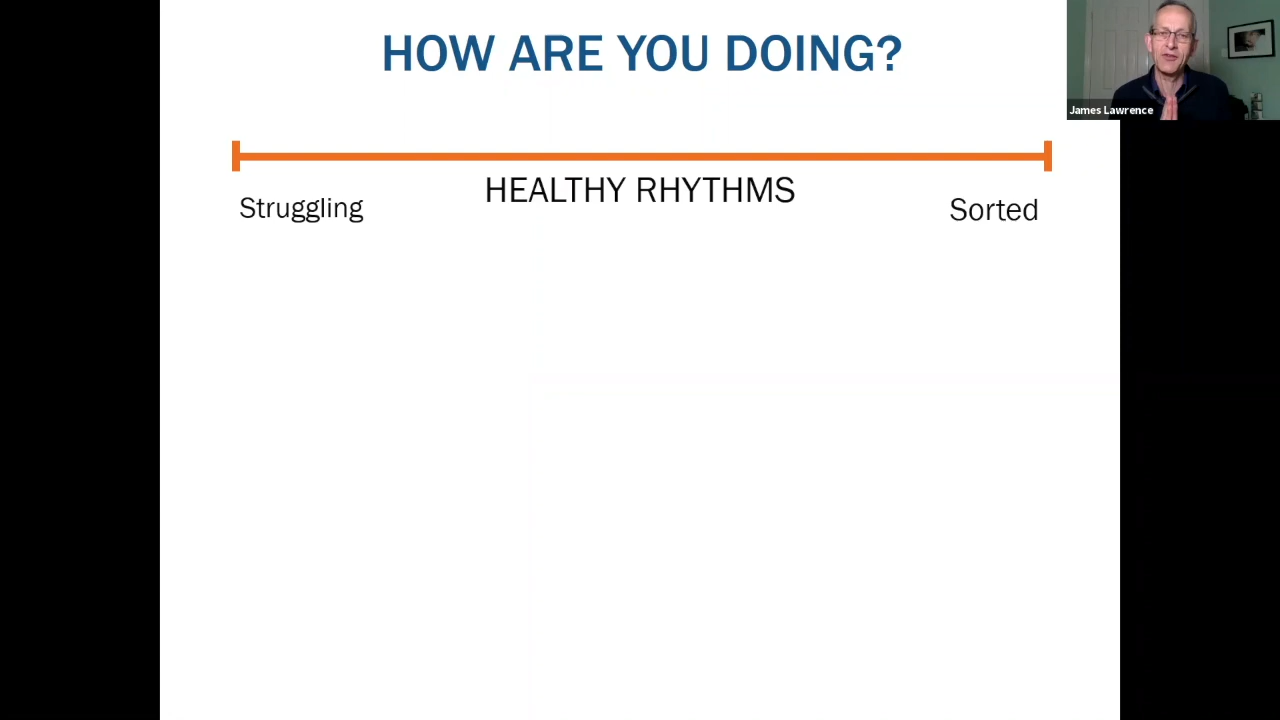 HOW ARE YOU DOING?
James Lawrence
HEALTHY RHYTHMS
Struggling
Sorted